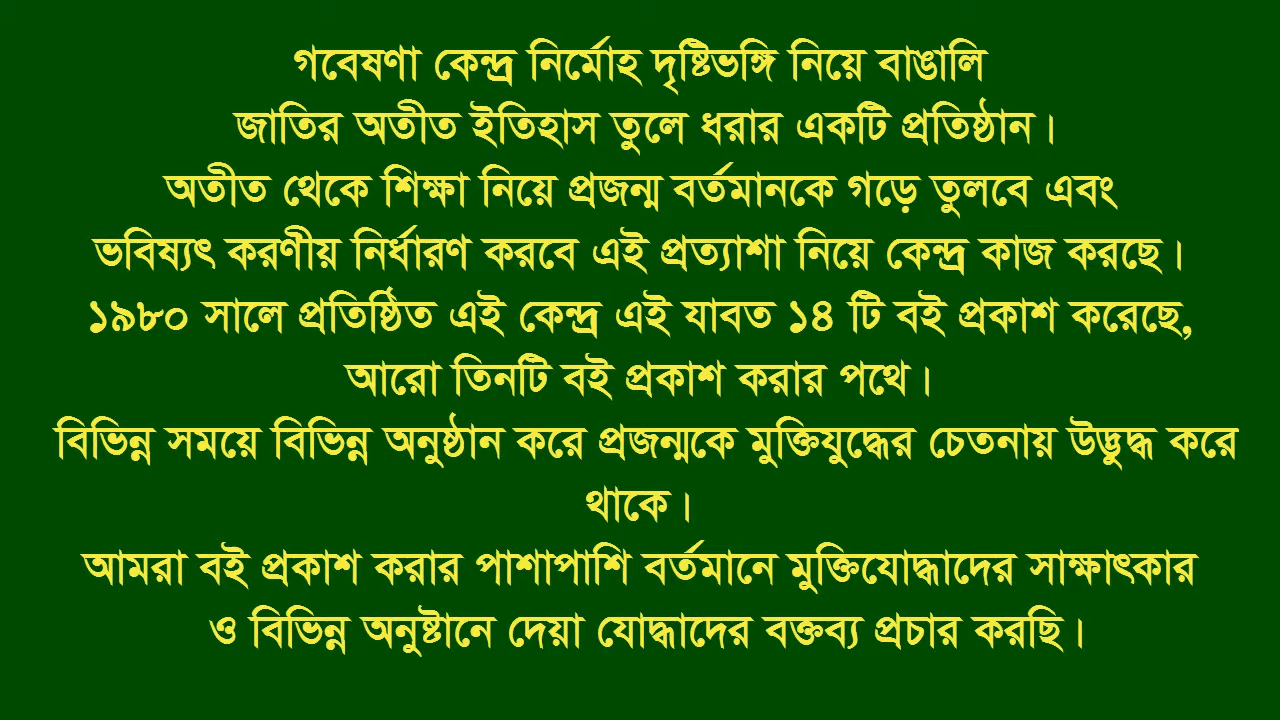 গবেষণা কেন্দ্র নির্মোহ দৃষ্টিভঙ্গি নিয়ে বাঙালি
জাতির অতীত ইতিহাস তুলে ধরার একটি প্রতিষ্ঠান।
অতীত থেকে শিক্ষা নিয়ে প্রজন্ম বর্তমানকে গড়ে তুলবে এবং
ভবিষ্যৎ করণীয় নির্ধারণ করবে এই প্রত্যাশা নিয়ে কেন্দ্র কাজ করছে।
১৯৮০ সালে প্রতিষ্ঠিত এই কেন্দ্র এই যাবত ১৪ টি বই প্রকাশ করেছে,
আরো তিনটি বই প্রকাশ করার পথে।
বিভিন্ন সময়ে বিভিন্ন অনুষ্ঠান করে প্রজন্মকে মুক্তিযুদ্ধের চেতনায় উদ্ভুদ্ধ করে
থাকে।
আমরা বই প্রকাশ করার পাশাপাশি বর্তমানে মুক্তিযোদ্ধাদের সাক্ষাৎকার
ও বিভিন্ন অনুষ্টানে দেয়া যোদ্ধাদের বক্তব্য প্রচার করছি।